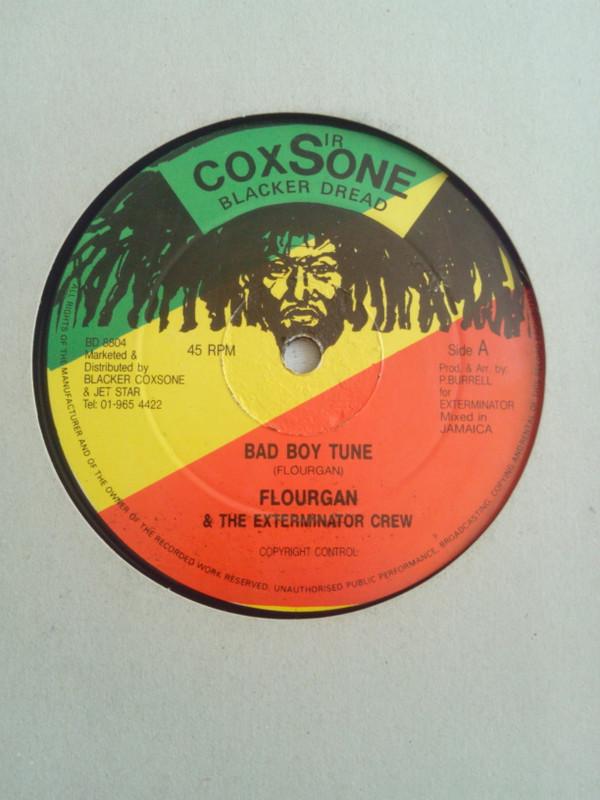 SIR
COXSONE
BLACKER DREAD
BD 8804
Marketed &
Distributed by
BLACKER COXSONE
& JET STAR
Tel: 01-965 4422
45 RPM
Side A
Prod. & Arr. by:
P.BURRELL
for
EXTERMINATOR
Mixed in
JAMAICA
BAD BOY TUNE
(FLOURGAN)
FLOURGAN
& THE EXTERMINATOR CREW
COPYRIGHT CONTROL
ALL RIGHTS OF THE MANUFACTURER AND OF THE OWNER OF THE RECORDED WORK RESERVED. UNAUTHORISED PUBLIC PERFORMANCE, BROADCASTING, COPYING AND